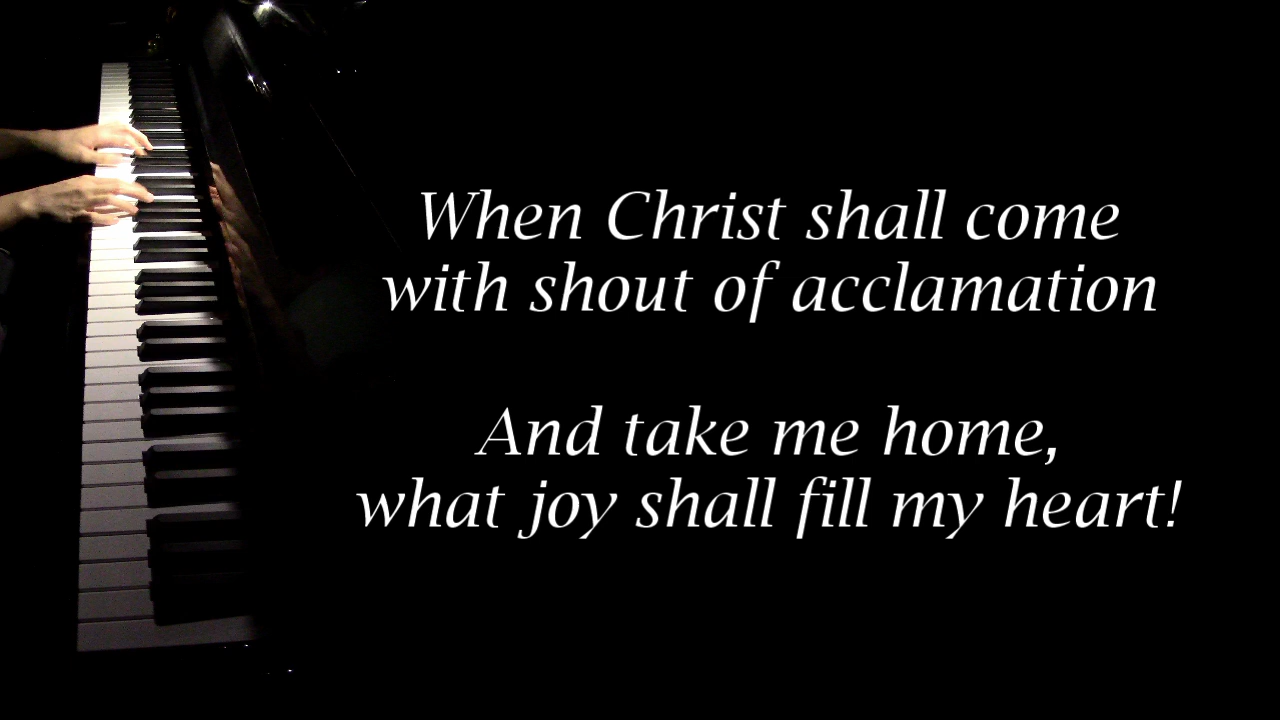 When Christ shall come
with shout of acclamation
And take me home,
what joy shall fill my heart!